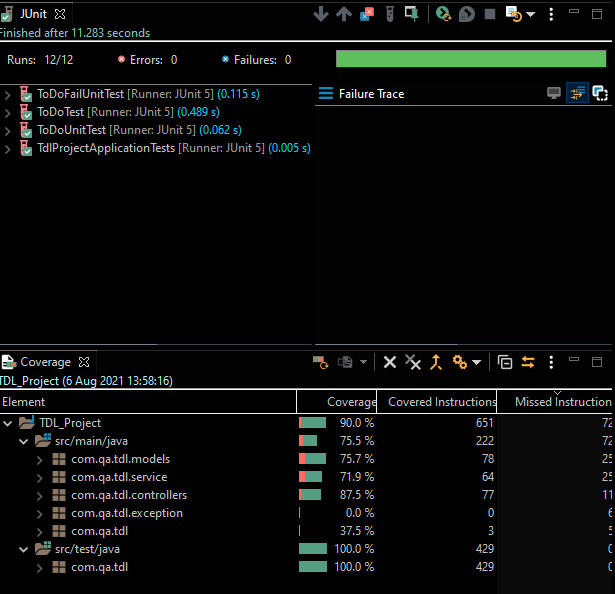 JUnit
Finished after 11.283 seconds
Runs: 12/12 Errors: 0 Failures: 0
ToDoFailUnitTest [Runner: JUnit 5] (0.115 s)
Failure Trace
ToDoTest [Runner: JUnit 5] (0.489 s)
ToDoUnitTest [Runner: JUnit 5] (0.062 s)
TdlProjectApplicationTests [Runner: JUnit 5] (0.005 s)
Coverage
TDL_Project (6 Aug 2021 13:58:16)
Element Coverage Covered Instructions Missed Instruction
TDL_Project 90.0 % 651 72
src/main/java 75.5 % 222 72
com.qa.tdl.models 75.7 % 78 25
com.qa.tdl.service 71.9 % 64 25
com.qa.tdl.controllers 87.5 % 77 11
com.qa.tdl.exception 0.0 % 0 6
com.qa.tdl 37.5 % 3 5
src/test/java 100.0 % 429 0
com.qa.tdl 100.0 % 429 0